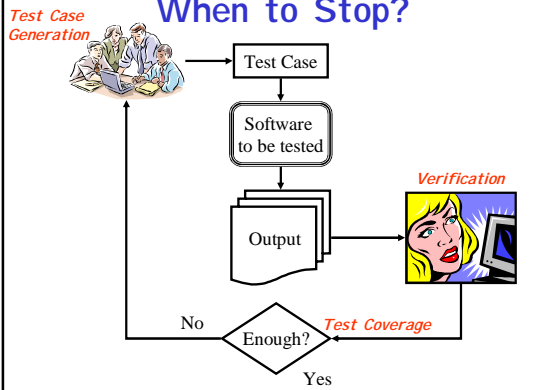 When to Stop?
Test Case
Generation
Test Case
Software
to be tested
Verification
Output
No
Enough?
Test Coverage
Yes